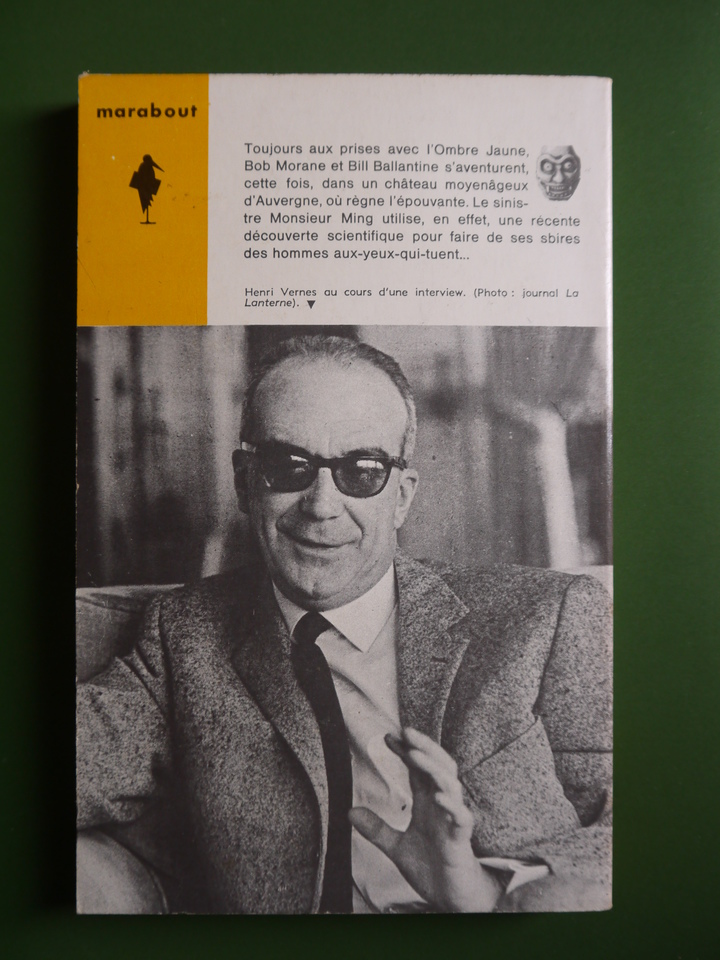 marabout
Toujours aux prises avec l'Ombre Jaune,
Bob Morane et Bill Ballantine s'aventurent,
cette fois, dans un château moyenâgeux
d'Auvergne, où règne l'épouvante. Le sinis-
tre Monsieur Ming utilise, en effet, une récente
découverte scientifique pour faire de ses sbires
des hommes aux-yeux-qui-tuent...
Henri Vernes au cours d'une interview. (Photo : journal La
Lanterne). ▼